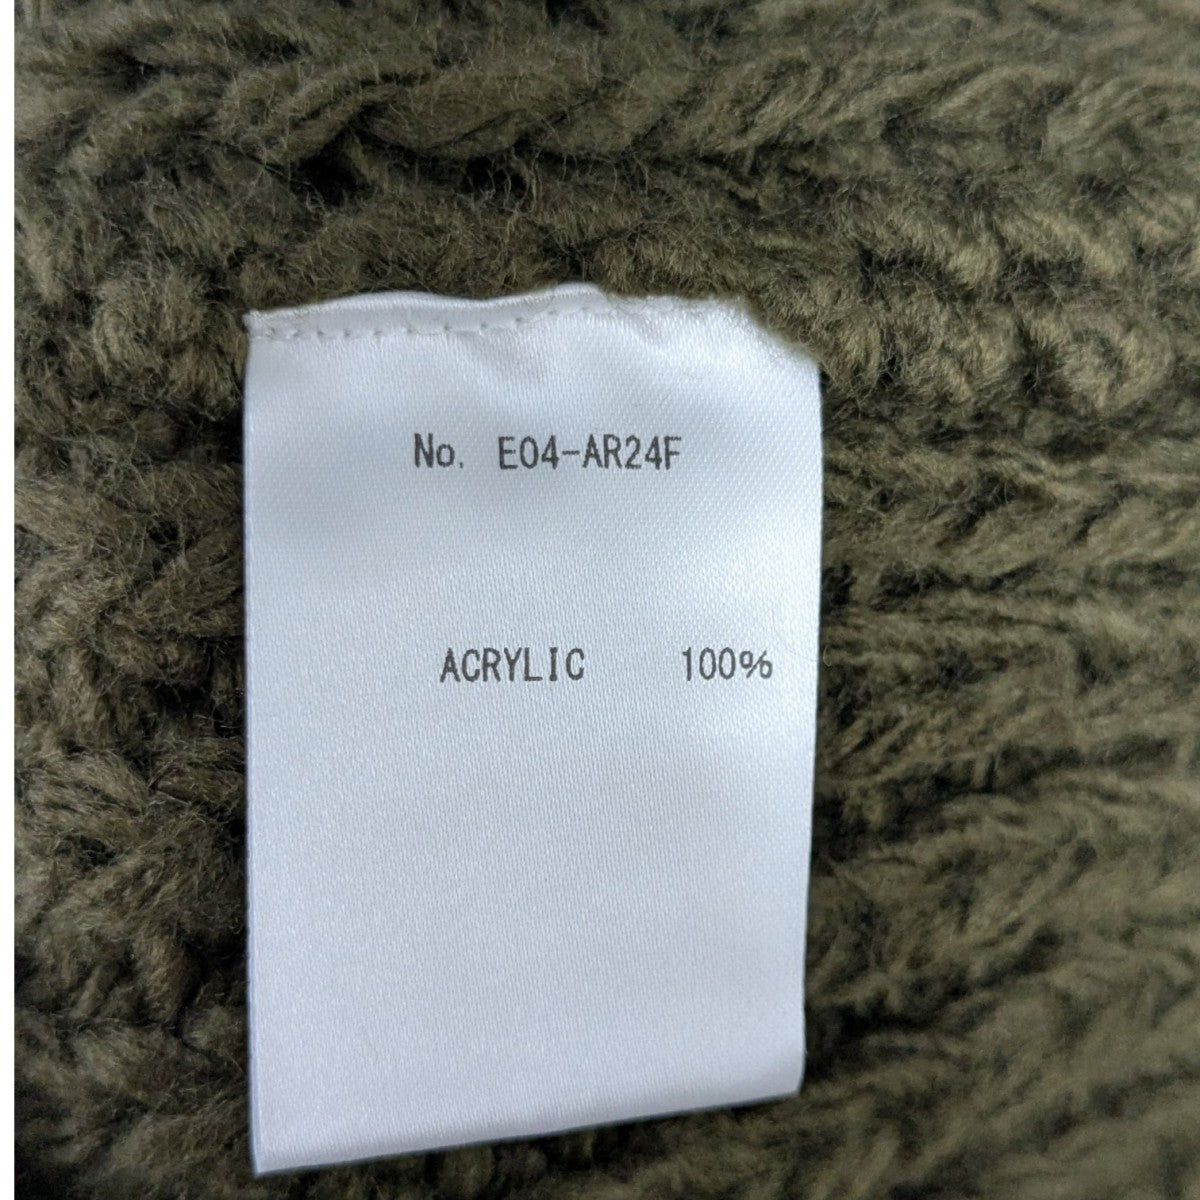 No. E04-AR24F
ACRYLIC 100%